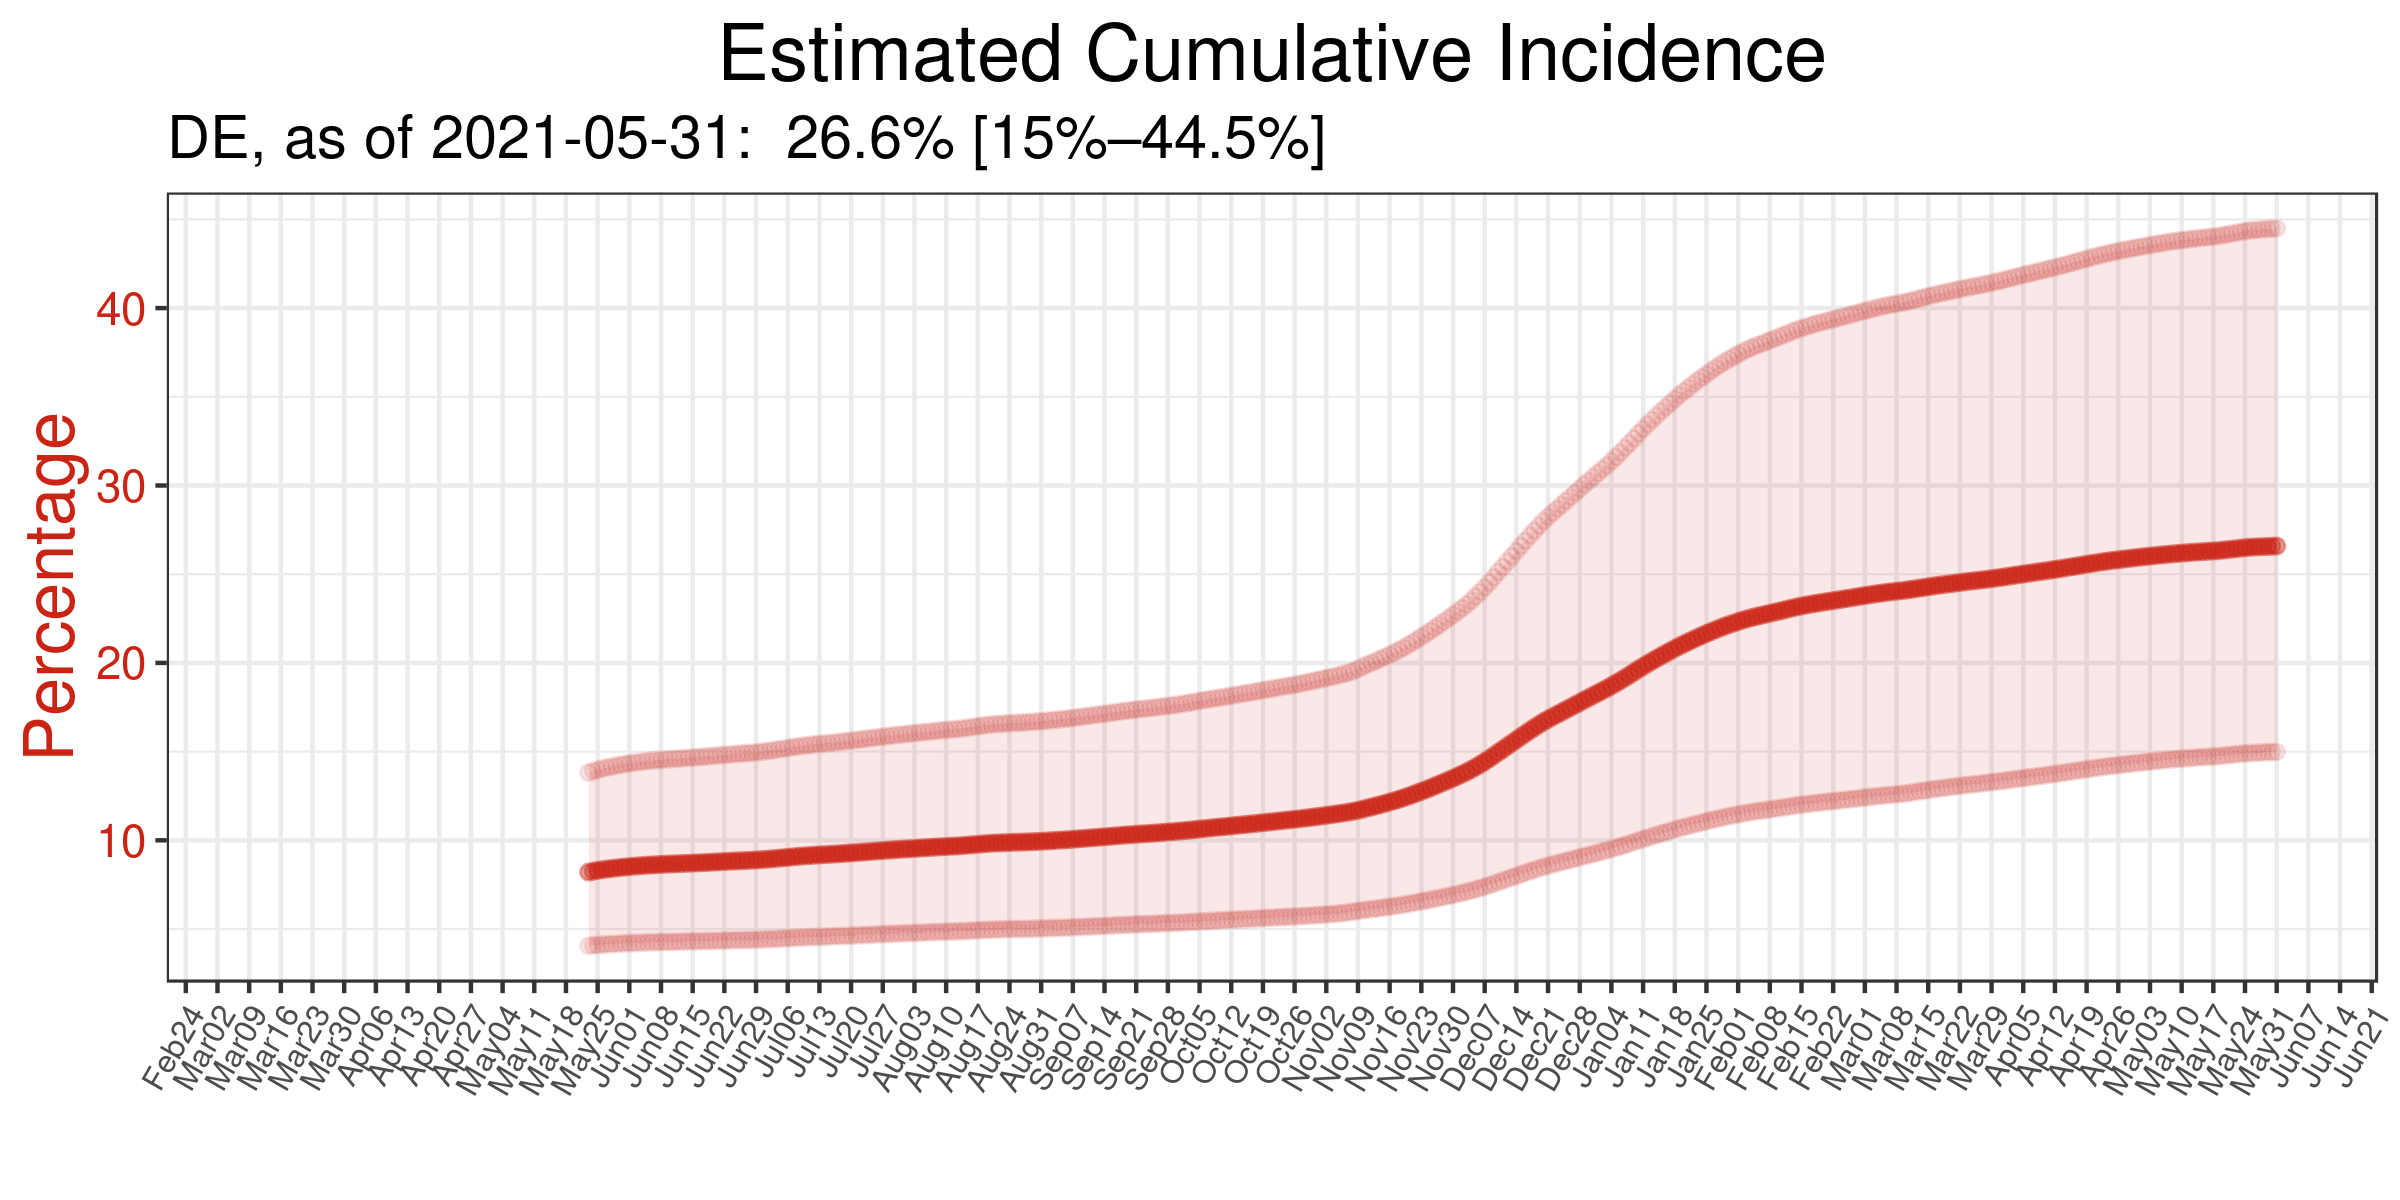 Estimated Cumulative Incidence
DE, as of 2021-05-31:  26.6% [15%–44.5%]
Percentage
40
30
20
10
Feb24
Mar02
Mar09
Mar16
Mar23
Mar30
Apr06
Apr13
Apr20
Apr27
May04
May11
May18
May25
Jun01
Jun08
Jun15
Jun22
Jun29
Jul06
Jul13
Jul20
Jul27
Aug03
Aug10
Aug17
Aug24
Aug31
Sep07
Sep14
Sep21
Sep28
Oct05
Oct12
Oct19
Oct26
Nov02
Nov09
Nov16
Nov23
Nov30
Dec07
Dec14
Dec21
Dec28
Jan04
Jan11
Jan18
Jan25
Feb01
Feb08
Feb15
Feb22
Mar01
Mar08
Mar15
Mar22
Mar29
Apr05
Apr12
Apr19
Apr26
May03
May10
May17
May24
May31
Jun07
Jun14
Jun21